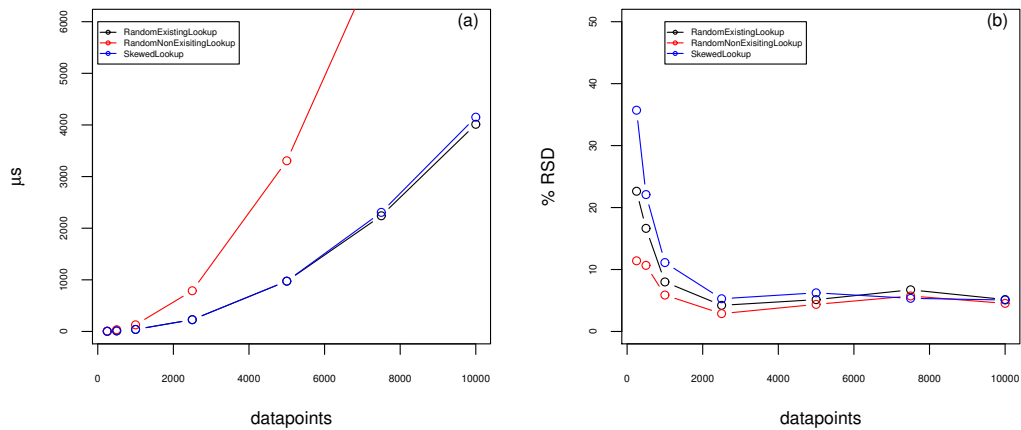 (a)
RandomExistingLookup
RandomNonExisitingLookup
SkewedLookup
6000
5000
4000
3000
2000
1000
0
µs
0 2000 4000 6000 8000 10000
datapoints
(b)
RandomExistingLookup
RandomNonExisitingLookup
SkewedLookup
50
40
30
20
10
0
% RSD
0 2000 4000 6000 8000 10000
datapoints